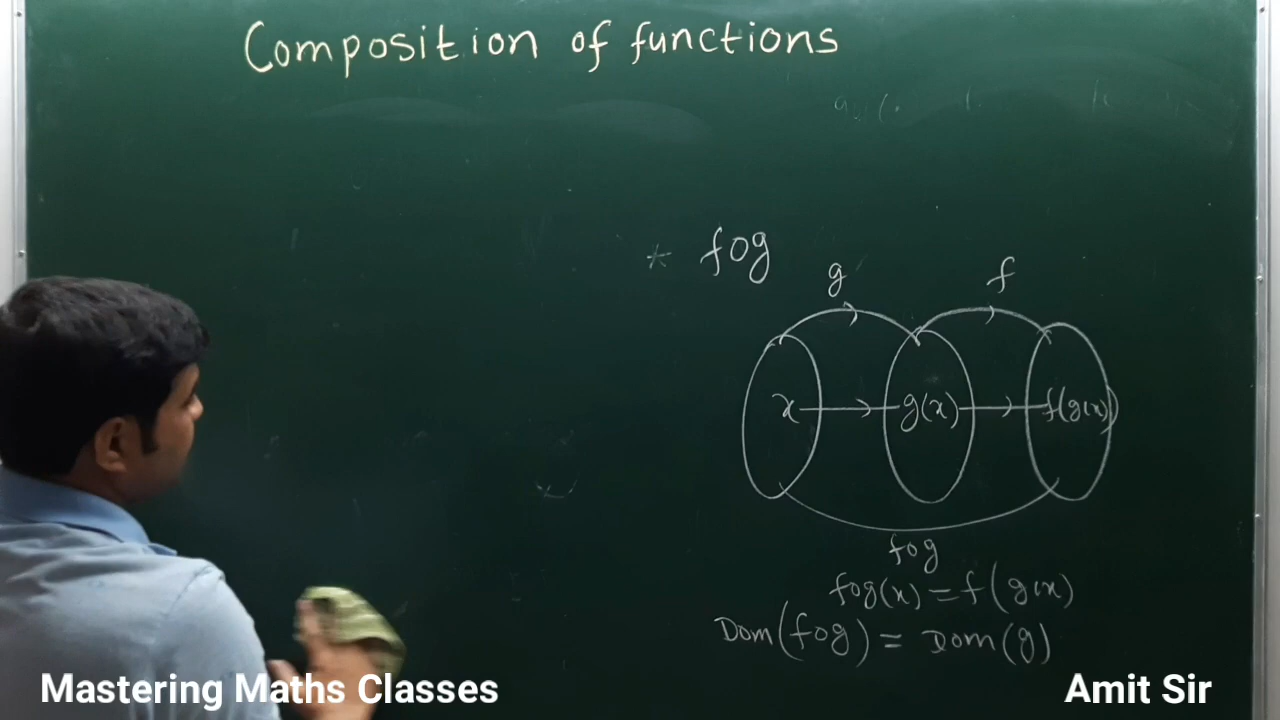 Composition of functions
* fog
g f
x g(x) f(g(x))
fog
fog(x) = f(g(x)
Dom(fog) = Dom(g)
Mastering Maths Classes Amit Sir